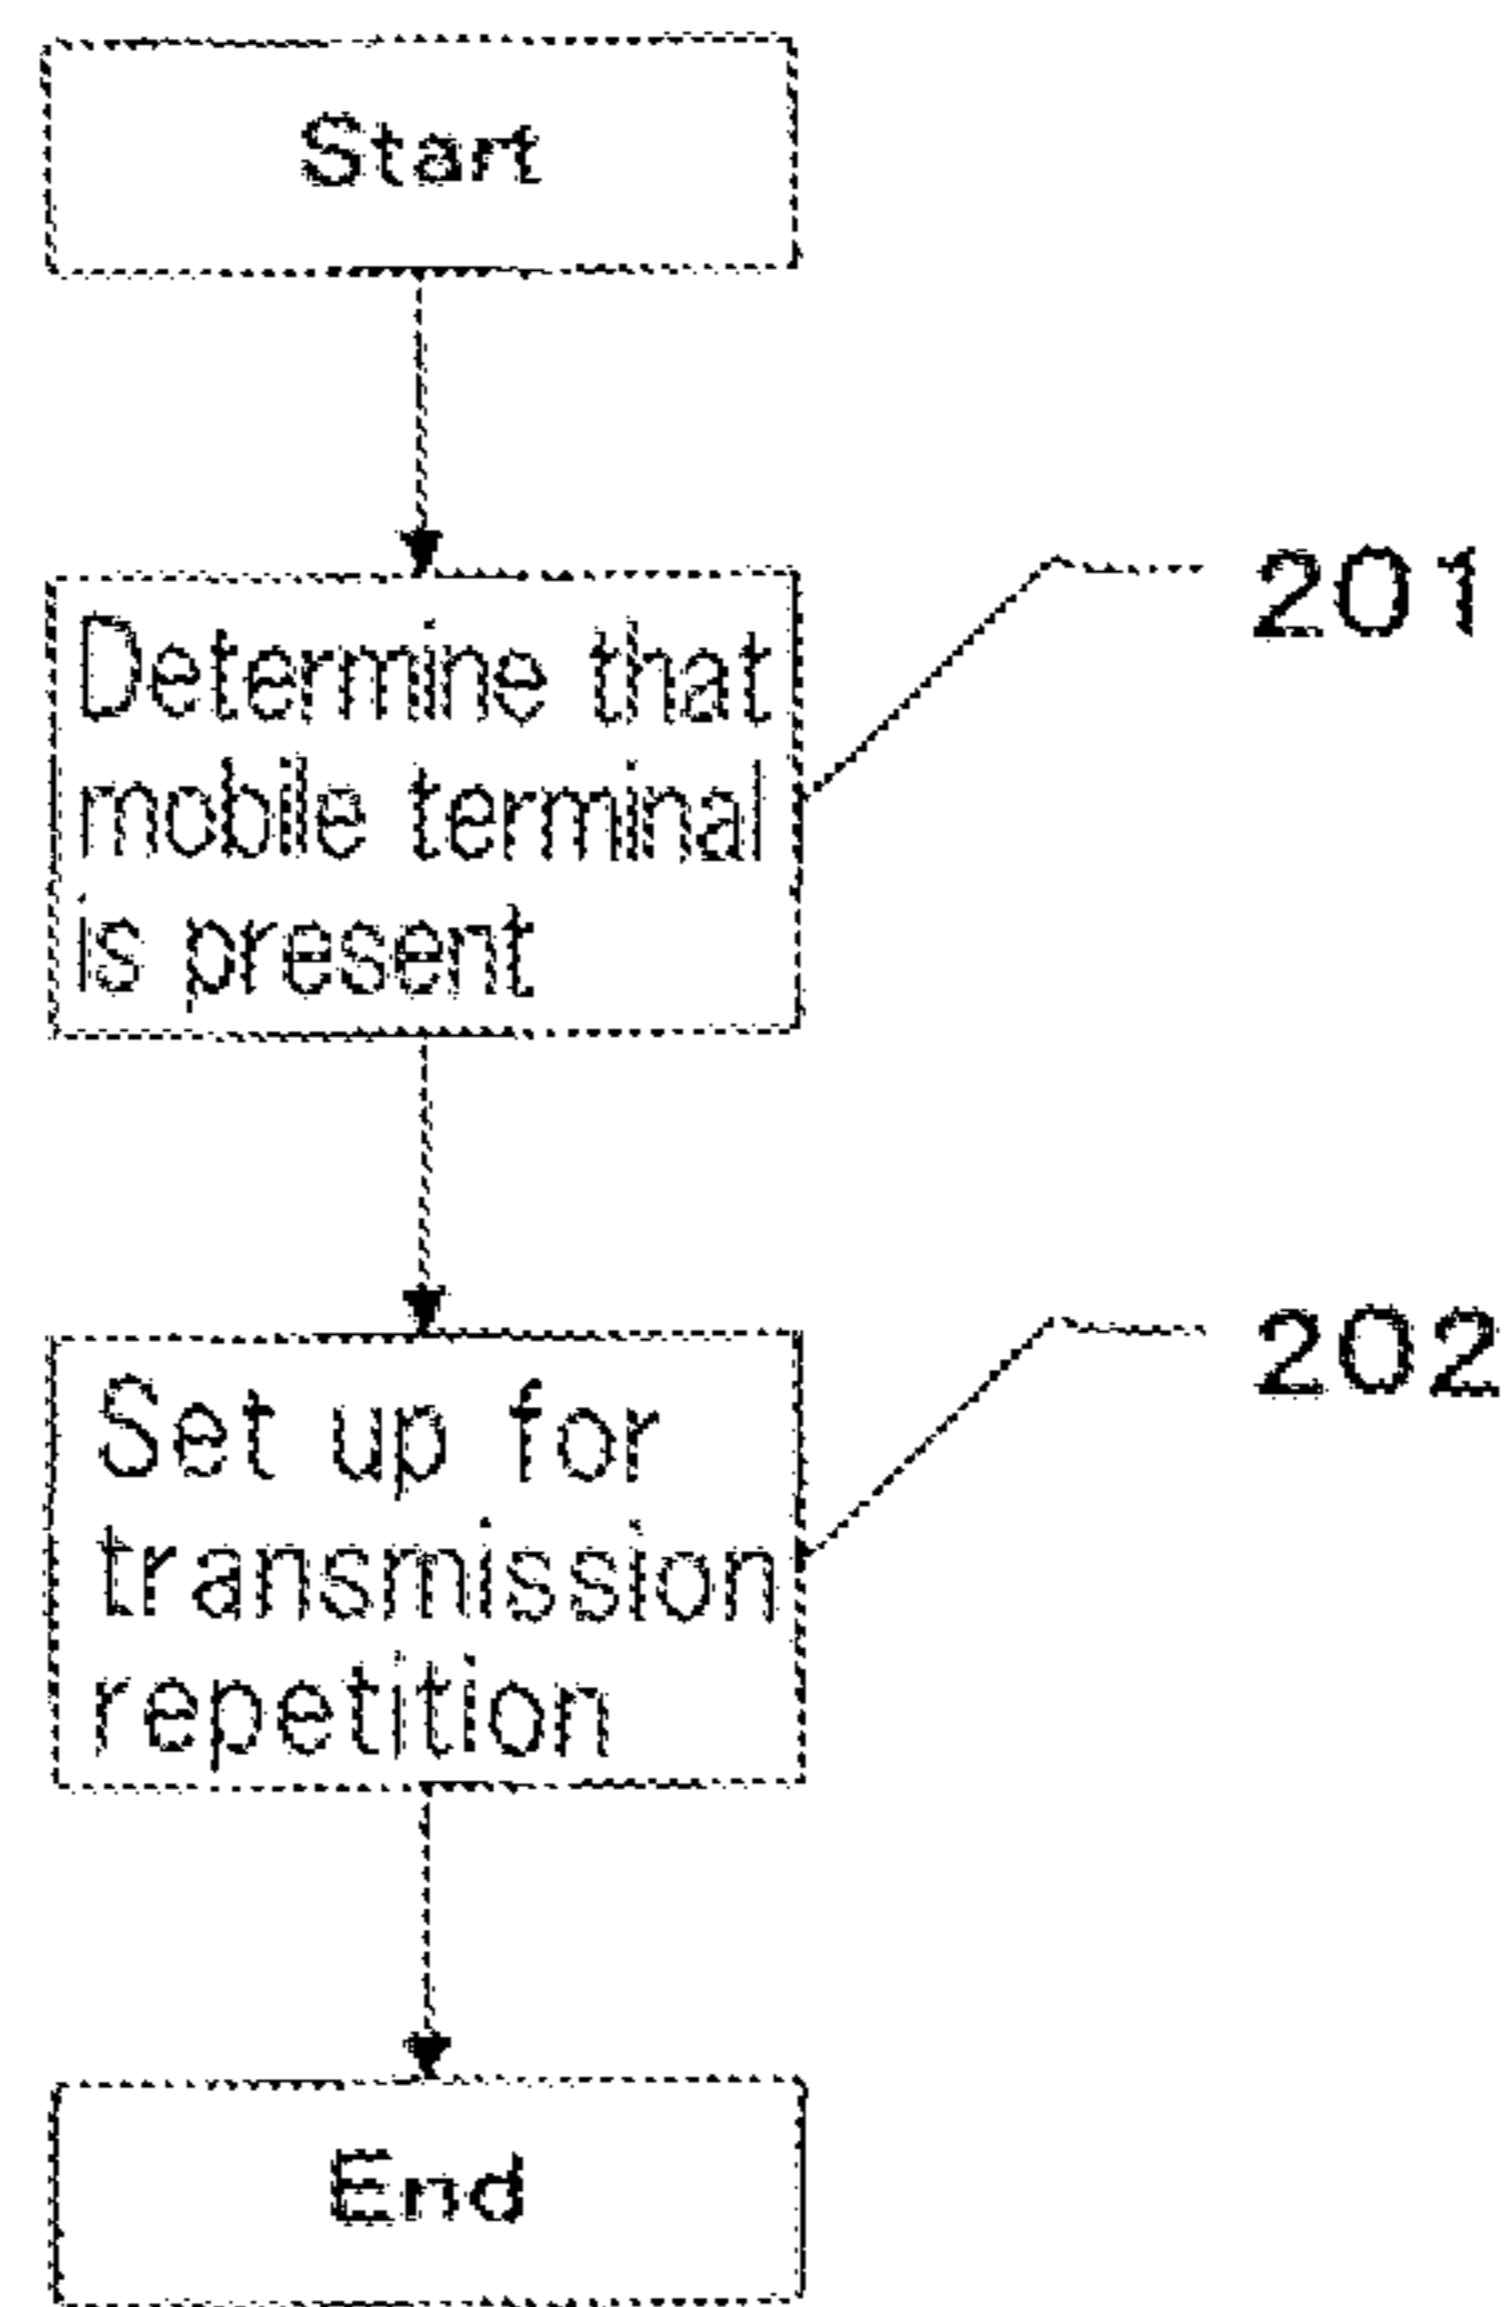 Start
Determine that
mobile terminal
is present
201
Set up for
transmission
repetition
202
End